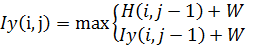 Iy(i,j) = max{H(i,j − 1) + W
Iy(i,j − 1) + W